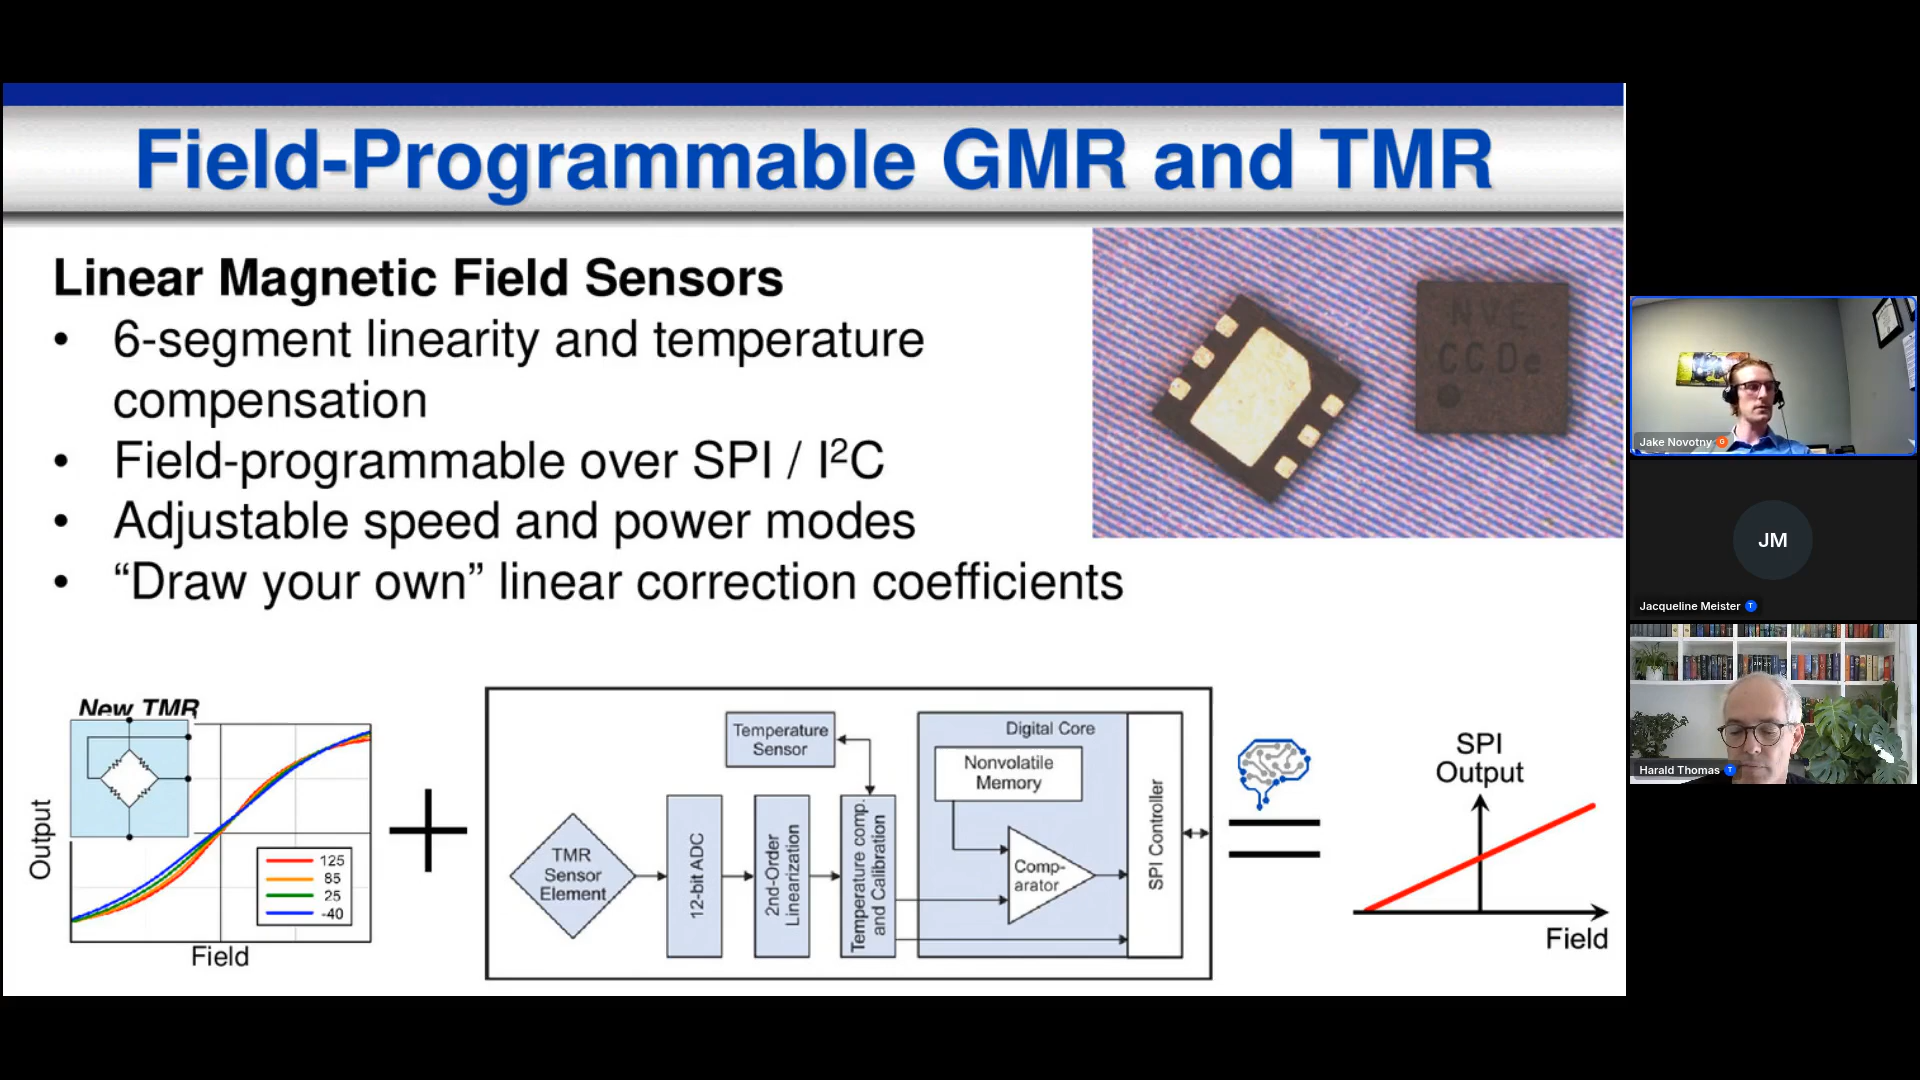 Field-Programmable GMR and TMR
Linear Magnetic Field Sensors
• 6-segment linearity and temperature
compensation
• Field-programmable over SPI / I²C
• Adjustable speed and power modes
• “Draw your own” linear correction coefficients
NVE
CCDe
New TMR
Output
125
85
25
-40
Field
Temperature
Sensor
TMR
Sensor
Element
12-bit ADC
2nd-Order
Linearization
Temperature comp.
and Calibration
Digital Core
Nonvolatile
Memory
Comp-
arator
SPI Controller
SPI
Output
Field
Jake Novotny G
JM
Jacqueline Meister T
Harald Thomas T